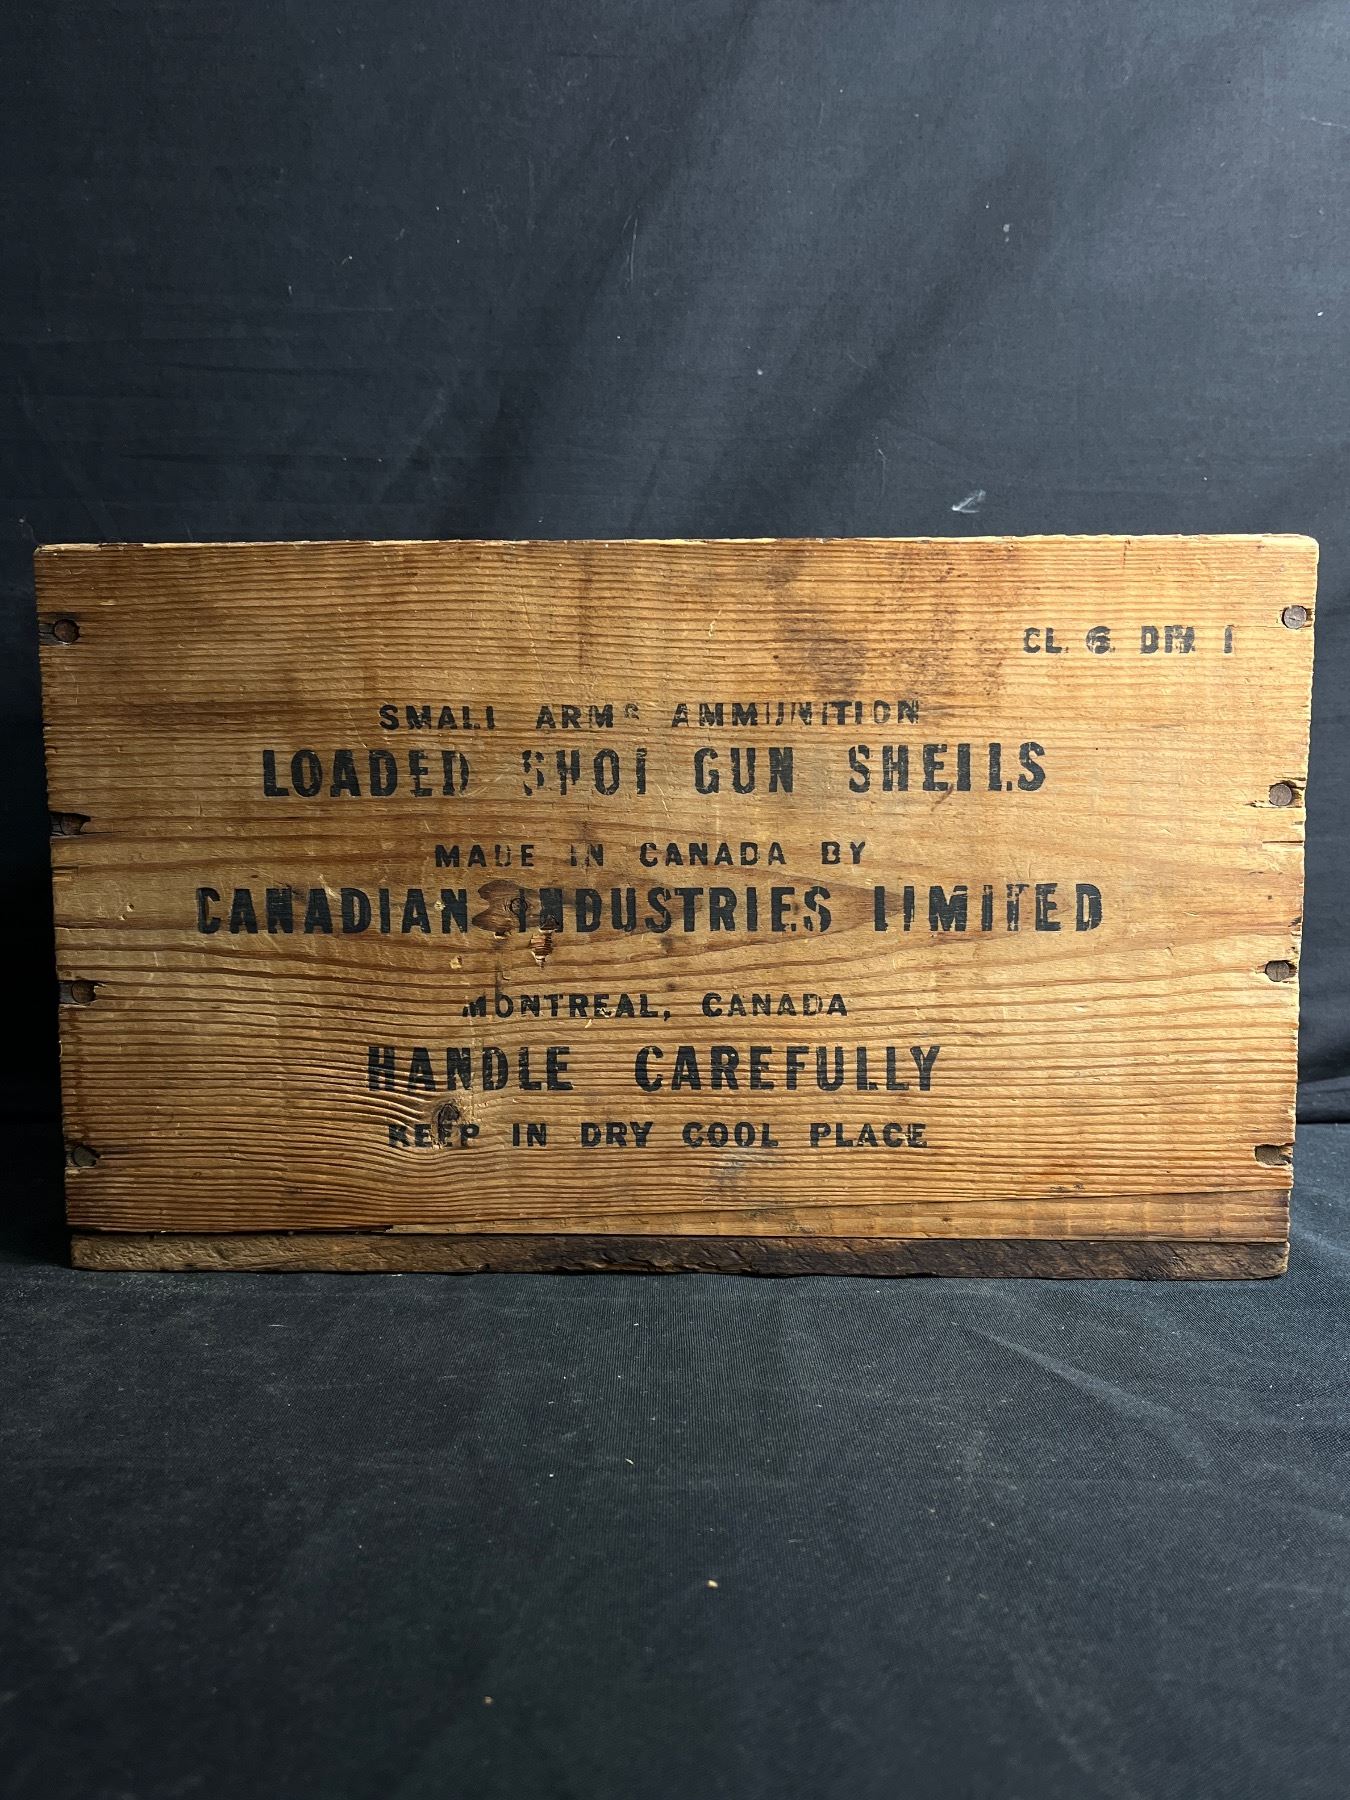 CL. 6. DIV. 1
SMALL ARMS AMMUNITION
LOADED SHOT GUN SHELLS
MADE IN CANADA BY
CANADIAN INDUSTRIES LIMITED
MONTREAL, CANADA
HANDLE CAREFULLY
KEEP IN DRY COOL PLACE